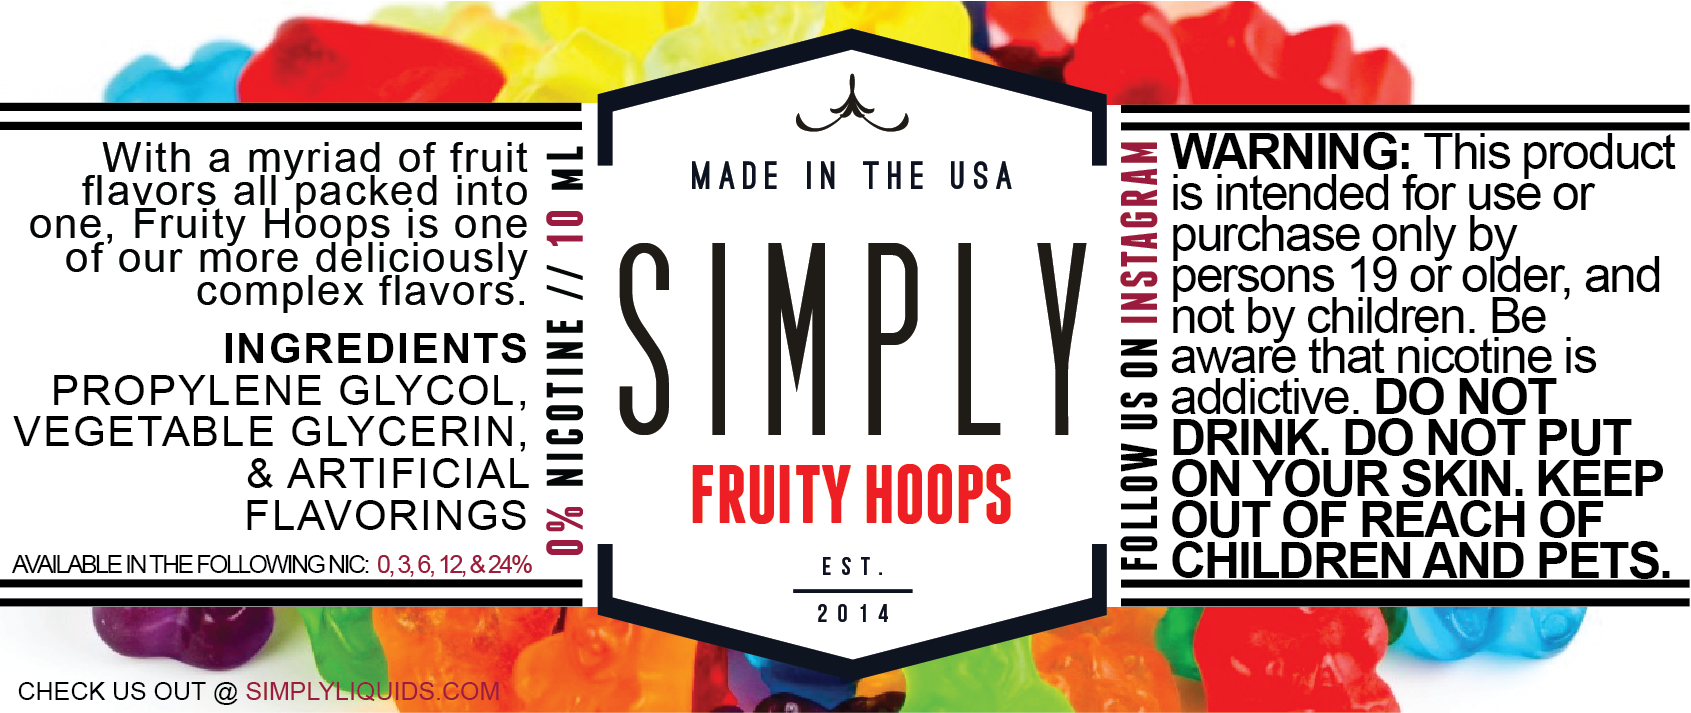 With a myriad of fruit
flavors all packed into
one, Fruity Hoops is one
of our more deliciously
complex flavors.
INGREDIENTS
PROPYLENE GLYCOL,
VEGETABLE GLYCERIN,
& ARTIFICIAL
FLAVORINGS
AVAILABLE IN THE FOLLOWING NIC: 0, 3, 6, 12, & 24%
0% NICOTINE // 10 ML
MADE IN THE USA
SIMPLY
FRUITY HOOPS
EST.
2014
FOLLOW US ON INSTAGRAM
WARNING: This product
is intended for use or
purchase only by
persons 19 or older, and
not by children. Be
aware that nicotine is
addictive. DO NOT
DRINK. DO NOT PUT
ON YOUR SKIN. KEEP
OUT OF REACH OF
CHILDREN AND PETS.
CHECK US OUT @ SIMPLYLIQUIDS.COM